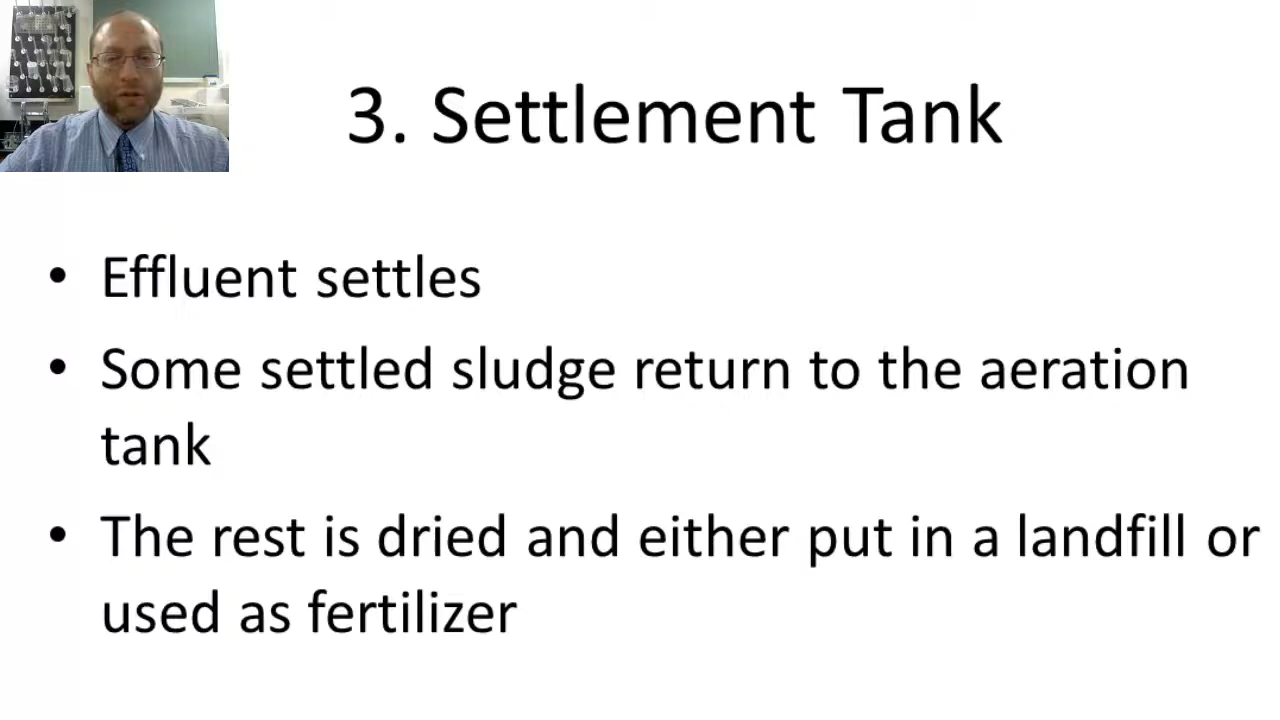 3. Settlement Tank
• Effluent settles
• Some settled sludge return to the aeration
tank
• The rest is dried and either put in a landfill or
used as fertilizer